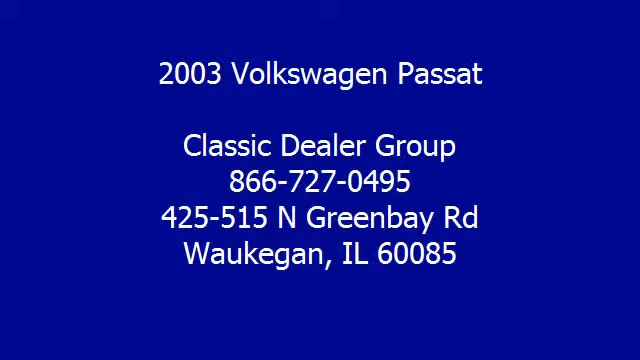 2003 Volkswagen Passat
Classic Dealer Group
866-727-0495
425-515 N Greenbay Rd
Waukegan, IL 60085